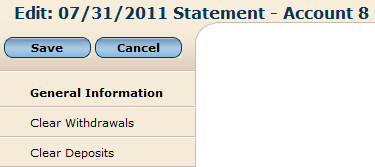 Edit: 07/31/2011 Statement - Account 8
Save Cancel
General Information
Clear Withdrawals
Clear Deposits